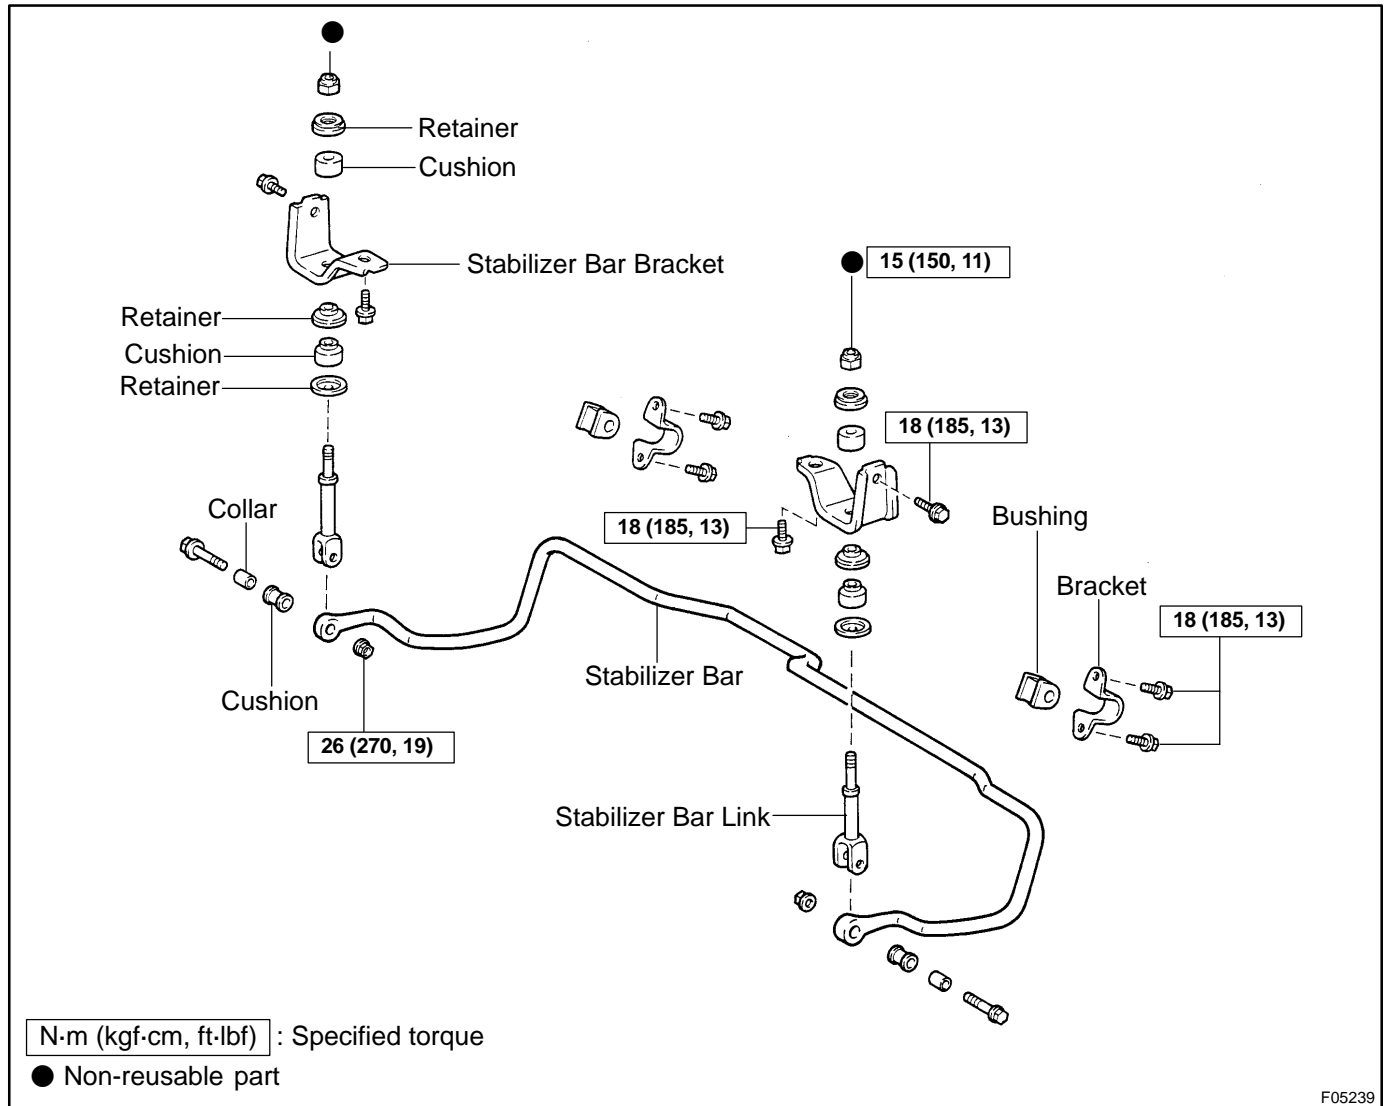 Retainer
Cushion
Stabilizer Bar Bracket
15 (150, 11)
Retainer
Cushion
Retainer
18 (185, 13)
Collar
18 (185, 13)
Bushing
Bracket
18 (185, 13)
Stabilizer Bar
Cushion
26 (270, 19)
Stabilizer Bar Link
N·m (kgf·cm, ft·lbf) : Specified torque
● Non-reusable part
F05239